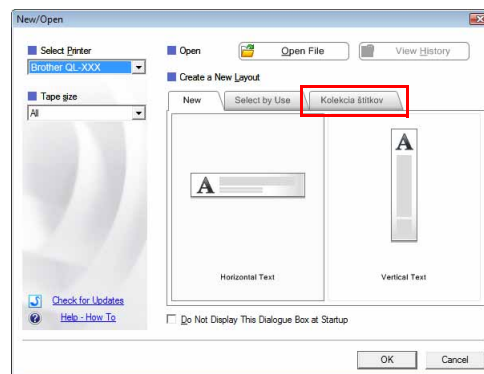 New/Open
Select Printer
Brother QL-XXX
Tape size
All
Open
Open File
View History
Create a New Layout
New
Select by Use
Kolekcia štítkov
A
Horizontal Text
A
Vertical Text
Check for Updates
Help - How To
Do Not Display This Dialogue Box at Startup
OK
Cancel